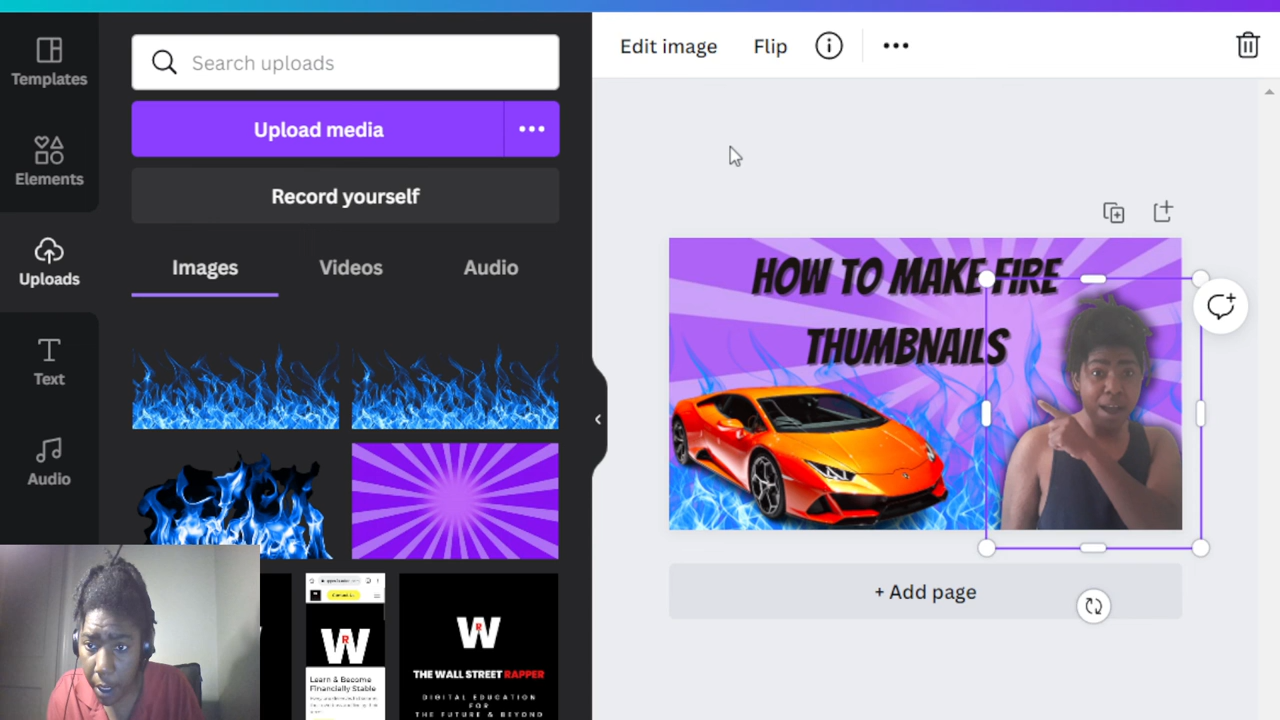 Templates
Elements
Uploads
Text
Audio
Search uploads
Upload media
Record yourself
Images
Videos
Audio
Learn & Become
Financially Stable
W
R
W
R
THE WALL STREET RAPPER
DIGITAL EDUCATION
FOR
THE FUTURE & BEYOND
Edit image
Flip
HOW TO MAKE FIRE
THUMBNAILS
+ Add page